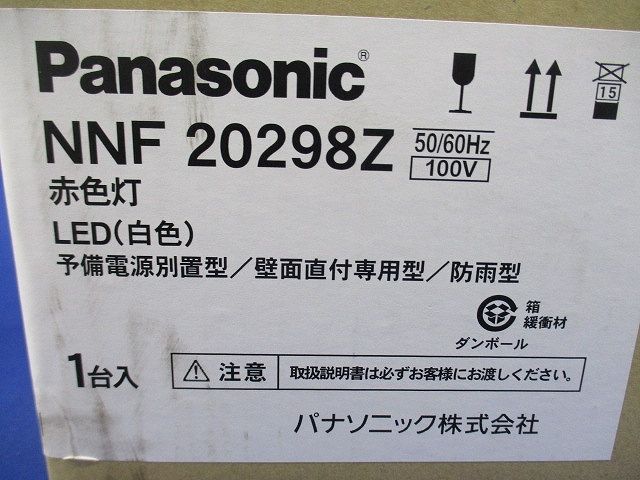 Panasonic®
NNF 20298Z
50/60Hz
100V
15
赤色灯
LED(白色)
予備電源別置型/壁面直付専用型/防雨型
箱
緩衝材
ダンボール
1台入
注意
取扱説明書は必ずお客様にお渡しください。
パナソニック株式会社